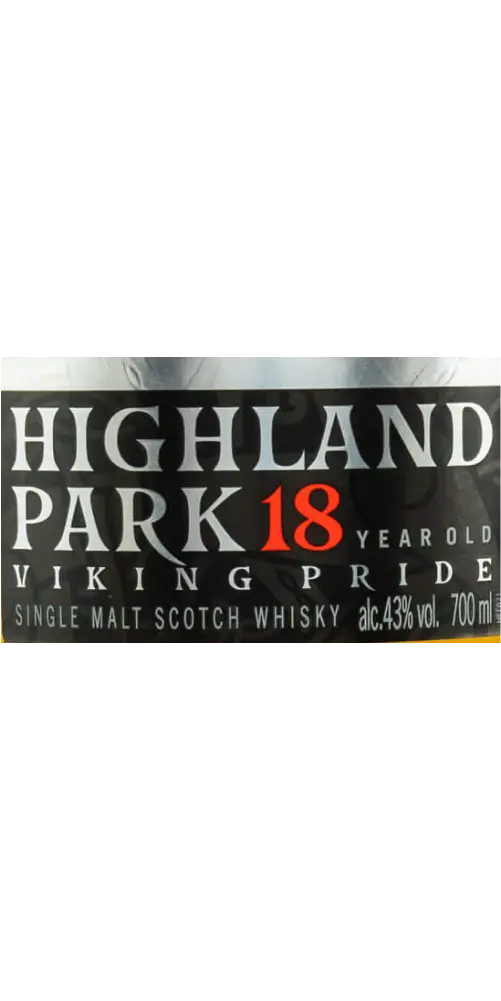 HIGHLAND
PARK 18 YEAR OLD
VIKING PRIDE
SINGLE MALT SCOTCH WHISKY alc.43%vol. 700 ml